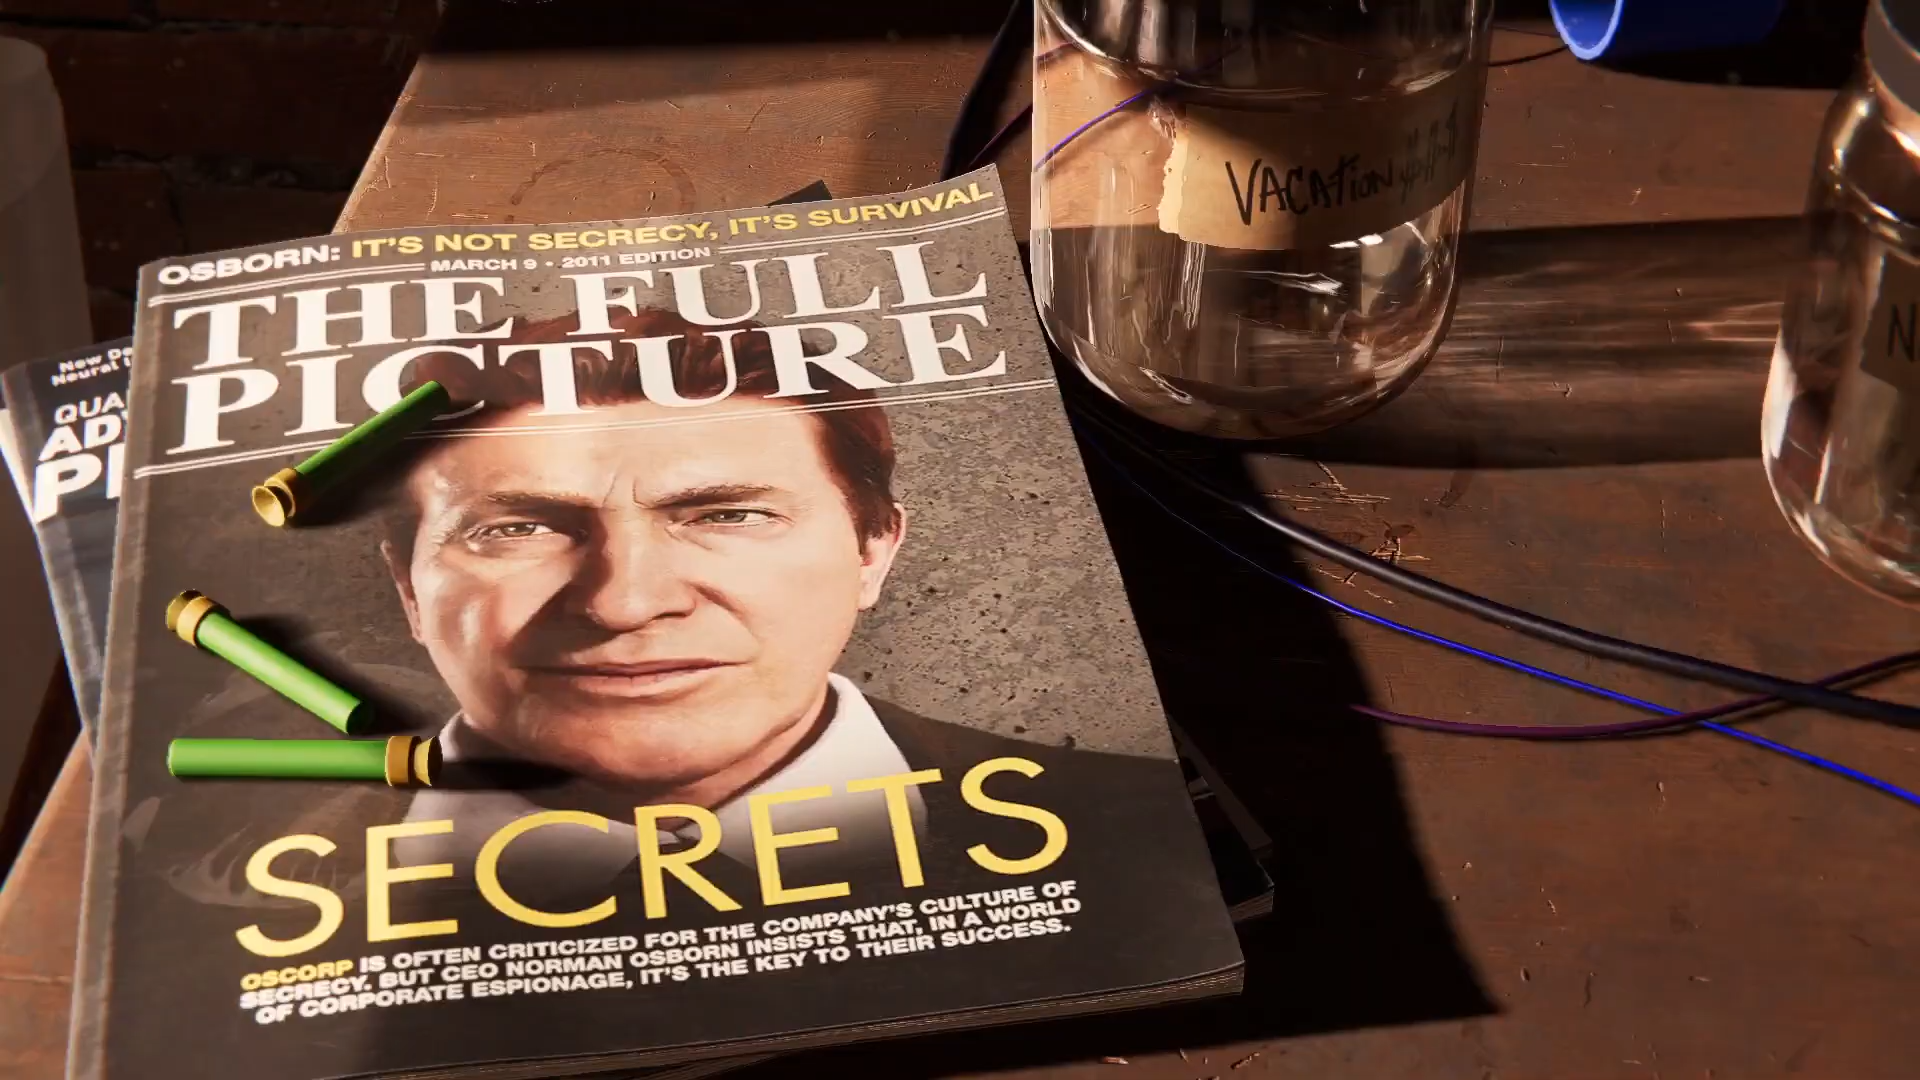 OSBORN: IT'S NOT SECRECY, IT'S SURVIVAL
MARCH 9 • 2011 EDITION
THE FULL
PICTURE
SECRETS
OSCORP IS OFTEN CRITICIZED FOR THE COMPANY'S CULTURE OF
SECRECY. BUT CEO NORMAN OSBORN INSISTS THAT, IN A WORLD
OF CORPORATE ESPIONAGE, IT'S THE KEY TO THEIR SUCCESS.
New
Neural
VACATION